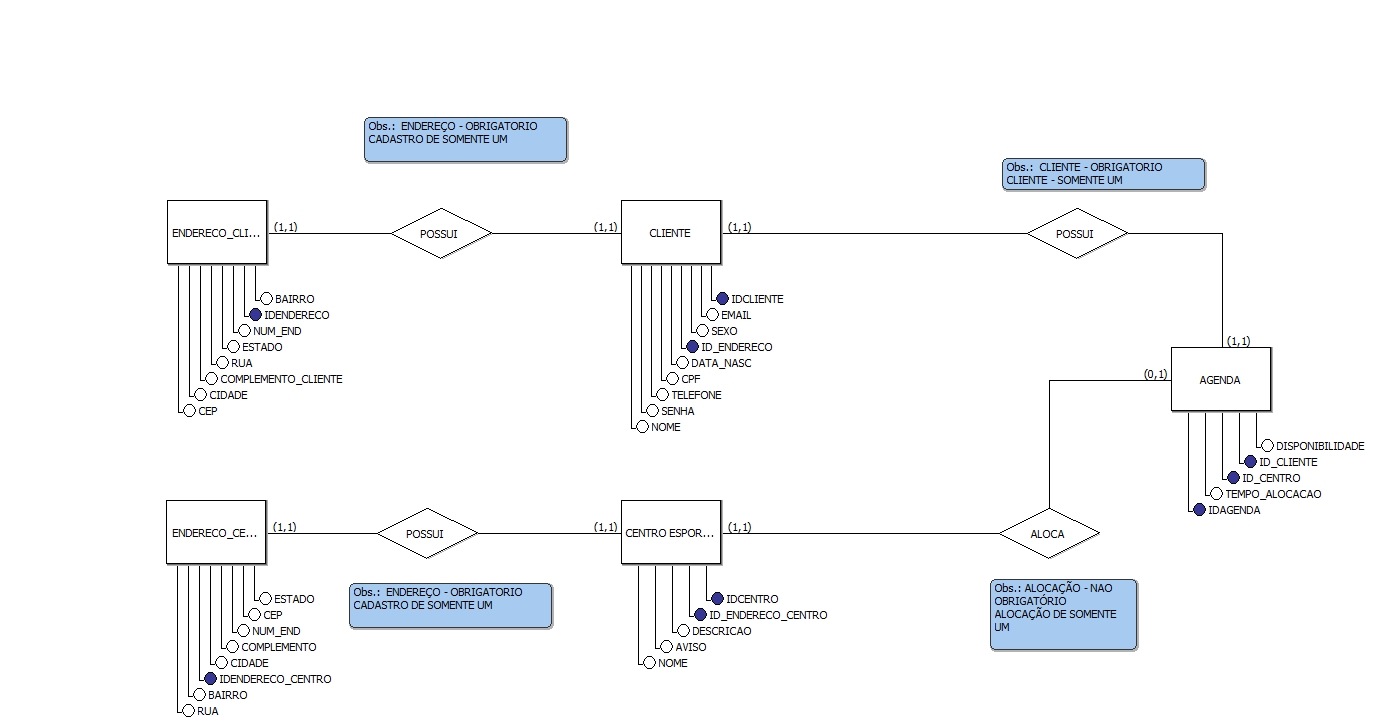 Obs.: ENDEREÇO - OBRIGATORIO
CADASTRO DE SOMENTE UM
Obs.: CLIENTE - OBRIGATORIO
CLIENTE - SOMENTE UM
ENDERECO_CLI...
(1,1)
POSSUI
(1,1)
CLIENTE
(1,1)
POSSUI
BAIRRO
IDENDERECO
NUM_END
ESTADO
RUA
COMPLEMENTO_CLIENTE
CIDADE
CEP
IDCLIENTE
EMAIL
SEXO
ID_ENDERECO
DATA_NASC
CPF
TELEFONE
SENHA
NOME
(1,1)
(0,1)
AGENDA
DISPONIBILIDADE
ID_CLIENTE
ID_CENTRO
TEMPO_ALOCACAO
IDAGENDA
ENDERECO_CE...
(1,1)
POSSUI
(1,1)
CENTRO ESPOR...
(1,1)
ALOCA
Obs.: ENDEREÇO - OBRIGATORIO
CADASTRO DE SOMENTE UM
Obs.: ALOCAÇÃO - NAO
OBRIGATÓRIO
ALOCAÇÃO DE SOMENTE
UM
ESTADO
CEP
NUM_END
COMPLEMENTO
CIDADE
IDENDERECO_CENTRO
BAIRRO
RUA
IDCENTRO
ID_ENDERECO_CENTRO
DESCRICAO
AVISO
NOME